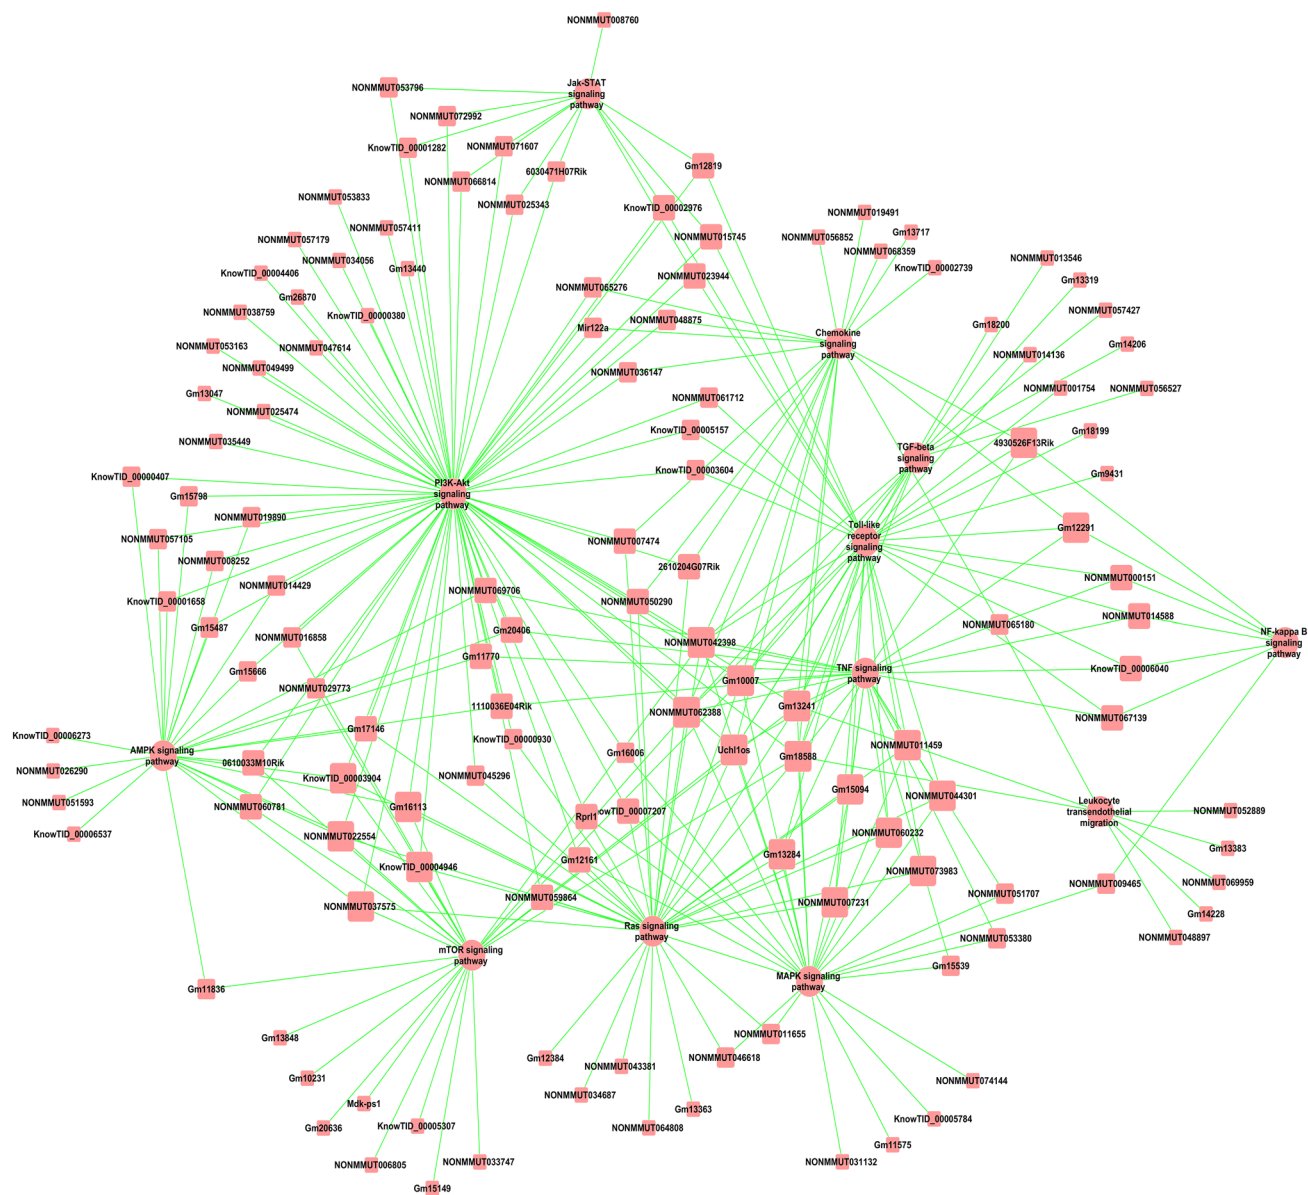 NONMMUT008760
Jak-STAT
signaling
pathway
NONMMUT053796
NONMMUT072992
KnowTID_00001282
NONMMUT071607
6030471H07Rik
NONMMUT066814
NONMMUT025343
Gm12819
KnowTID_00002976
NONMMUT015745
NONMMUT023944
NONMMUT053833
NONMMUT057411
NONMMUT057179
NONMMUT034056
Gm13440
KnowTID_00004406
Gm26870
NONMMUT038759
KnowTID_00000380
NONMMUT047614
NONMMUT053163
NONMMUT049499
Gm13047
NONMMUT025474
NONMMUT035449
NONMMUT065276
NONMMUT048875
Mir122a
NONMMUT036147
NONMMUT019491
NONMMUT056852
Gm13717
NONMMUT068359
KnowTID_00002739
Chemokine
signaling
pathway
NONMMUT013546
Gm13319
NONMMUT057427
Gm18200
Gm14206
NONMMUT014136
NONMMUT001754
NONMMUT056527
Gm18199
4930526F13Rik
Gm9431
TGF-beta
signaling
pathway
NONMMUT061712
KnowTID_00005157
KnowTID_00003604
PI3K-Akt
signaling
pathway
KnowTID_00000407
Gm15798
NONMMUT019890
NONMMUT057105
NONMMUT008252
NONMMUT014429
KnowTID_00001658
Gm15487
NONMMUT016858
Gm15666
NONMMUT029773
Toll-like
receptor
signaling
pathway
Gm12291
NONMMUT000151
NONMMUT014588
NONMMUT065180
KnowTID_00006040
NONMMUT067139
NF-kappa B
signaling
pathway
NONMMUT007474
2610204G07Rik
NONMMUT050290
NONMMUT069706
Gm20406
Gm11770
NONMMUT042398
Gm10007
TNF signaling
pathway
1110036E04Rik
NONMMUT062388
Gm13241
KnowTID_00000930
Gm17146
Gm16006
Uchl1os
Gm18588
NONMMUT011459
KnowTID_00006273
AMPK signaling
pathway
NONMMUT026290
0610033M10Rik
KnowTID_00003904
NONMMUT045296
NONMMUT051593
NONMMUT060781
Gm16113
KnowTID_00006537
NONMMUT022554
Rprl1
owTID_00007207
Gm15094
NONMMUT044301
Leukocyte
transendothelial
migration
NONMMUT052889
Gm13383
NONMMUT069959
Gm14228
NONMMUT048897
NONMMUT009465
NONMMUT060232
Gm13284
NONMMUT073983
NONMMUT051707
NONMMUT007231
NONMMUT053380
Gm15539
KnowTID_00004946
Gm12161
NONMMUT059864
NONMMUT037575
Ras signaling
pathway
mTOR signaling
pathway
MAPK signaling
pathway
Gm11836
Gm13848
Gm10231
Mdk-ps1
Gm20636
KnowTID_00005307
NONMMUT006805
NONMMUT033747
Gm15149
Gm12384
NONMMUT043381
NONMMUT034687
NONMMUT064808
Gm13363
NONMMUT011655
NONMMUT046618
NONMMUT074144
KnowTID_00005784
Gm11575
NONMMUT031132